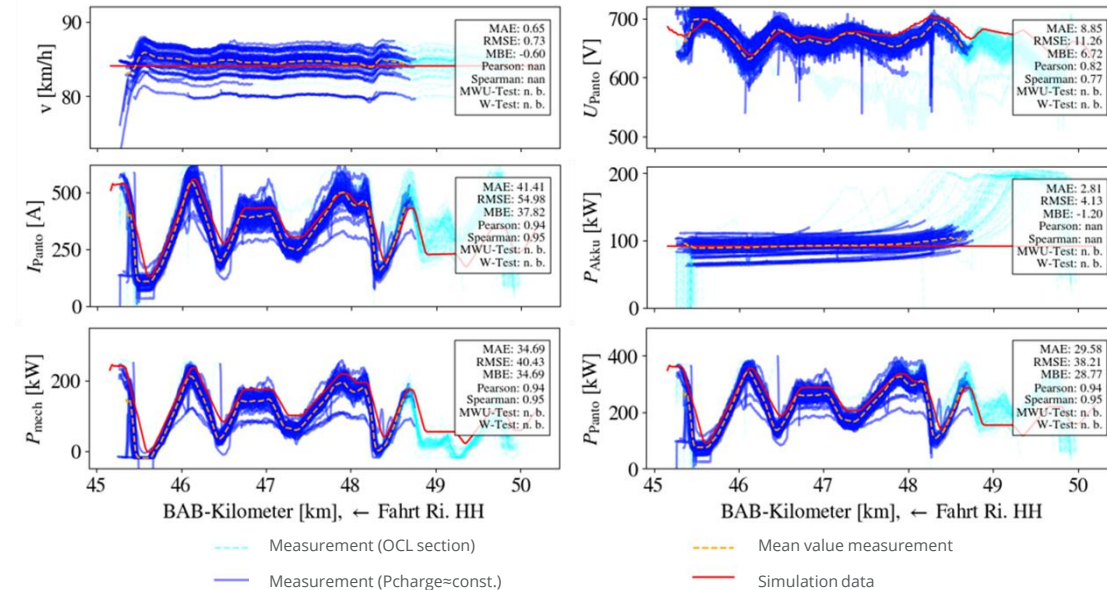 90
80
v [km/h]
MAE: 0.65
RMSE: 0.73
MBE: -0.60
Pearson: nan
Spearman: nan
MWU-Test: n. b.
W-Test: n. b.
700
600
500
U_Panto [V]
MAE: 8.85
RMSE: 11.26
MBE: 6.72
Pearson: 0.82
Spearman: 0.77
MWU-Test: n. b.
W-Test: n. b.
500
250
0
I_Panto [A]
MAE: 41.41
RMSE: 54.98
MBE: 37.82
Pearson: 0.94
Spearman: 0.95
MWU-Test: n. b.
W-Test: n. b.
200
100
0
P_Akku [kW]
MAE: 2.81
RMSE: 4.13
MBE: -1.20
Pearson: nan
Spearman: nan
MWU-Test: n. b.
W-Test: n. b.
200
0
P_mech [kW]
MAE: 34.69
RMSE: 40.43
MBE: 34.69
Pearson: 0.94
Spearman: 0.95
MWU-Test: n. b.
W-Test: n. b.
45 46 47 48 49 50
BAB-Kilometer [km], ← Fahrt Ri. HH
400
200
0
P_Panto [kW]
MAE: 29.58
RMSE: 38.21
MBE: 28.77
Pearson: 0.94
Spearman: 0.95
MWU-Test: n. b.
W-Test: n. b.
45 46 47 48 49 50
BAB-Kilometer [km], ← Fahrt Ri. HH
Measurement (OCL section)
Mean value measurement
Measurement (Pcharge≈const.)
Simulation data